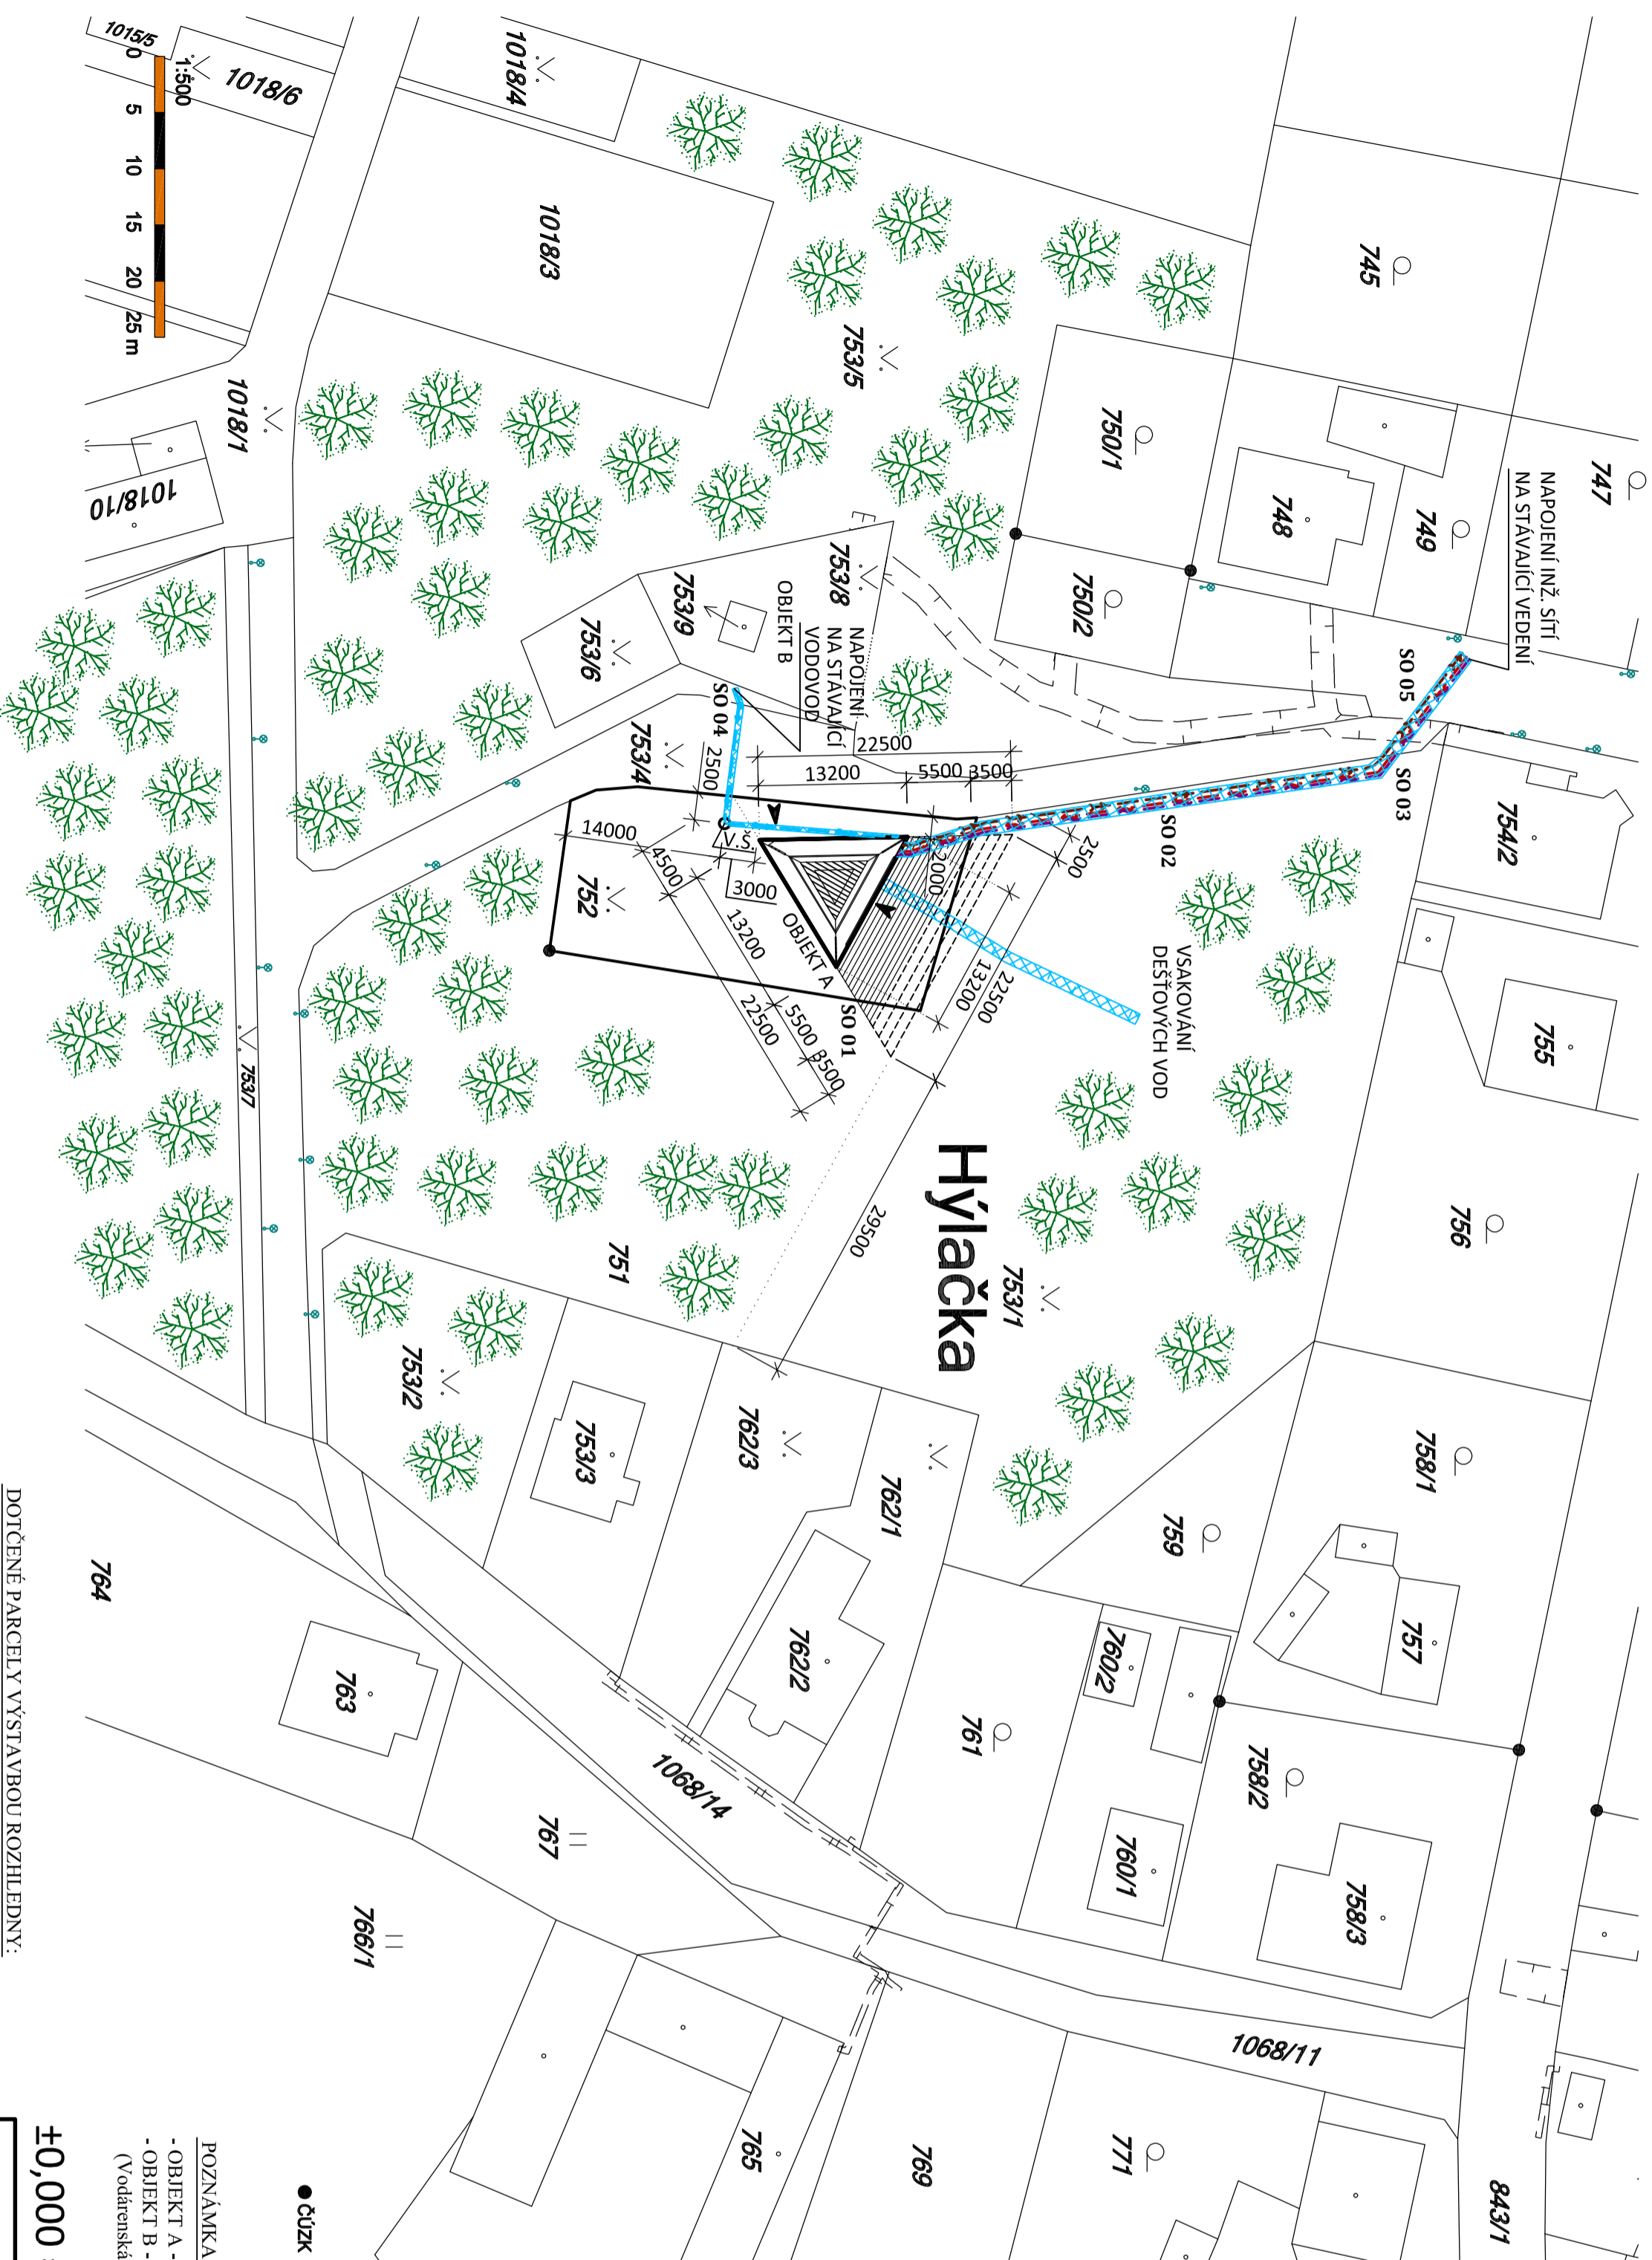 1015/5
1:500
0 5 10 15 20 25 m
1018/6
1018/4
1018/3
1018/1
1018/10
753/5
745
747
NAPOJENÍ INŽ. SÍTÍ
NA STÁVAJÍCÍ VEDENÍ
749
748
750/1
750/2
753/8
753/9
753/6
OBJEKT B
NAPOJENÍ
NA STÁVAJÍCÍ
VODOVOD
SO 04
753/4
SO 05
SO 03
SO 02
22500
13200
5500
3500
2500
2500
2000
14000
4500
3000
V.Š.
752
OBJEKT A
SO 01
13200
5500
3500
22500
22500
13200
29500
VSAKOVÁNÍ
DEŠŤOVÝCH VOD
754/2
755
756
Hýlačka
753/1
751
753/7
753/2
753/3
762/3
762/1
762/2
758/1
757
759
760/2
760/1
761
758/2
758/3
764
763
767
766/1
1068/14
1068/11
765
769
771
843/1
DOTČENÉ PARCELY VÝSTAVBOU ROZHLEDNY:
ČÚZK
POZNÁMKA
- OBJEKT A -
- OBJEKT B -
(Vodárenská
±0,000